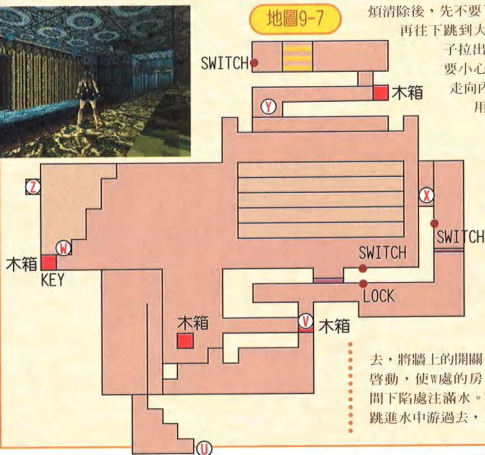 地圖9-7
煩清除後，先不要
再往下跳到大
子拉出
要小心
走向內
用
SWITCH
木箱
Y
Z
X
W
SWITCH
木箱
KEY
SWITCH
LOCK
木箱
V
木箱
去，將牆上的開關
啓動，使W處的房
間下陷處注滿水。
跳進水中游過去，
U